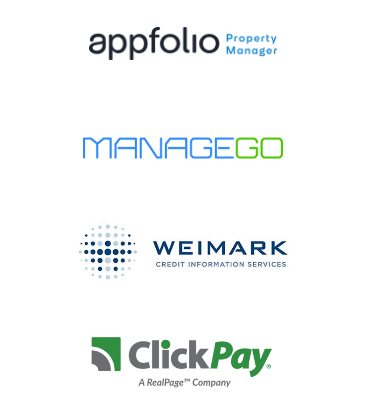 appfolio Property
Manager
MANAGEGO
WEIMARK
CREDIT INFORMATION SERVICES
ClickPay®
A RealPage™ Company